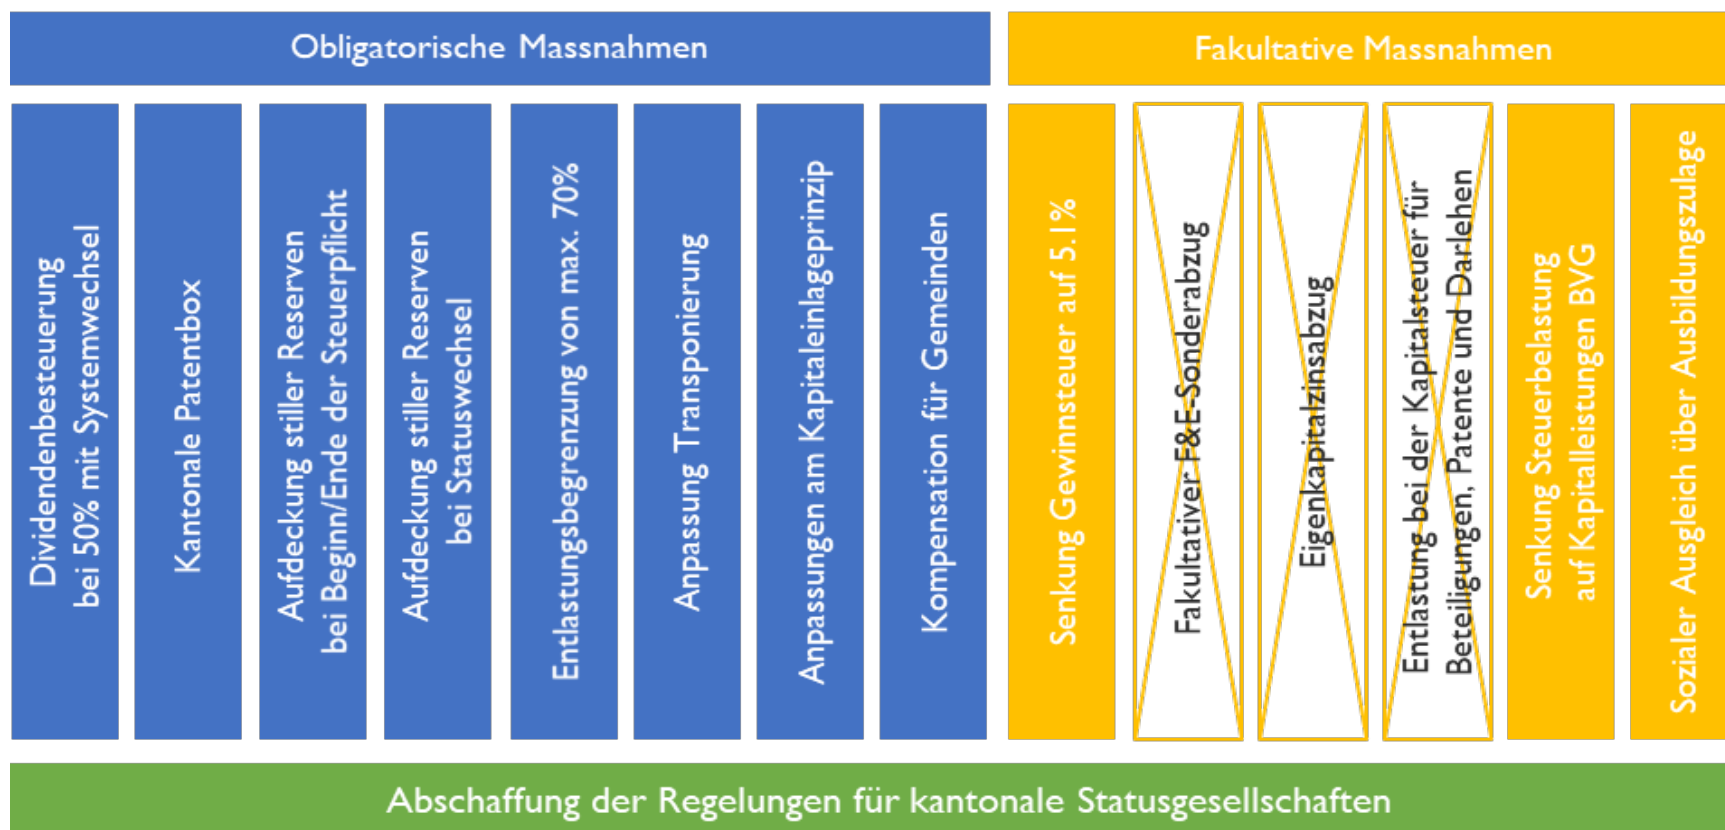 Obligatorische Massnahmen
Fakultative Massnahmen
Dividendenbesteuerung
bei 50% mit Systemwechsel
Kantonale Patentbox
Aufdeckung stiller Reserven
bei Beginn/Ende der Steuerpflicht
Aufdeckung stiller Reserven
bei Statuswechsel
Entlastungsbegrenzung von max. 70%
Anpassung Transponierung
Anpassungen am Kapitaleinlageprinzip
Kompensation für Gemeinden
Senkung Gewinnsteuer auf 5.1%
Fakultativer F&E-Sonderabzug
Eigenkapitalzinsabzug
Entlastung bei der Kapitalsteuer für
Beteiligungen, Patente und Darlehen
Senkung Steuerbelastung
auf Kapitalleistungen BVG
Sozialer Ausgleich über Ausbildungszulage
Abschaffung der Regelungen für kantonale Statusgesellschaften